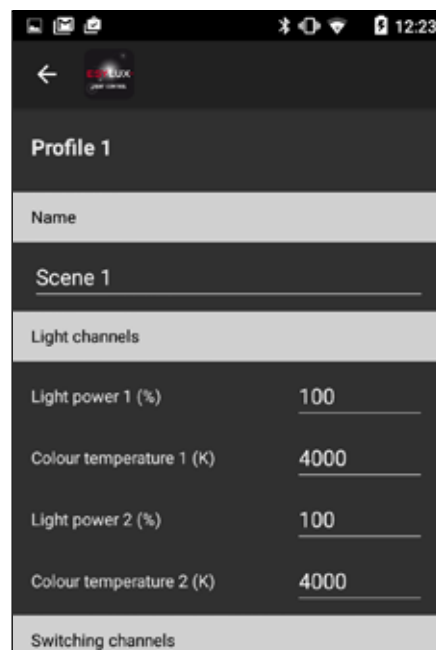 12:23
ESYLUX
Profile 1
Name
Scene 1
Light channels
Light power 1 (%)
100
Colour temperature 1 (K)
4000
Light power 2 (%)
100
Colour temperature 2 (K)
4000
Switching channels